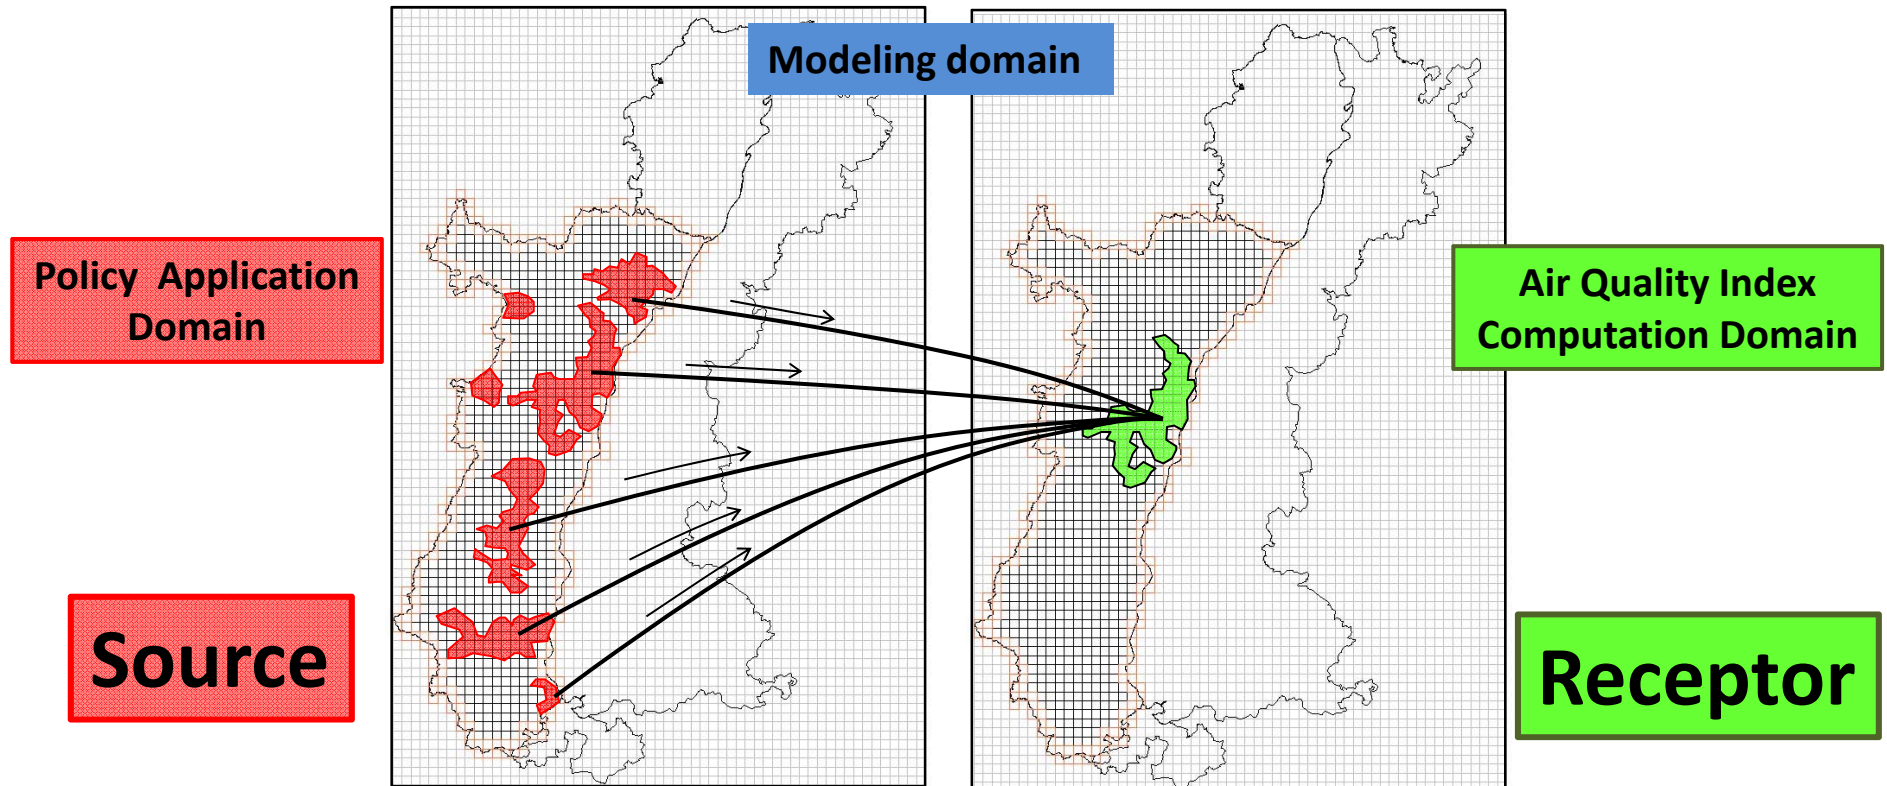 Modeling domain
Policy Application
Domain
Air Quality Index
Computation Domain
Source
Receptor